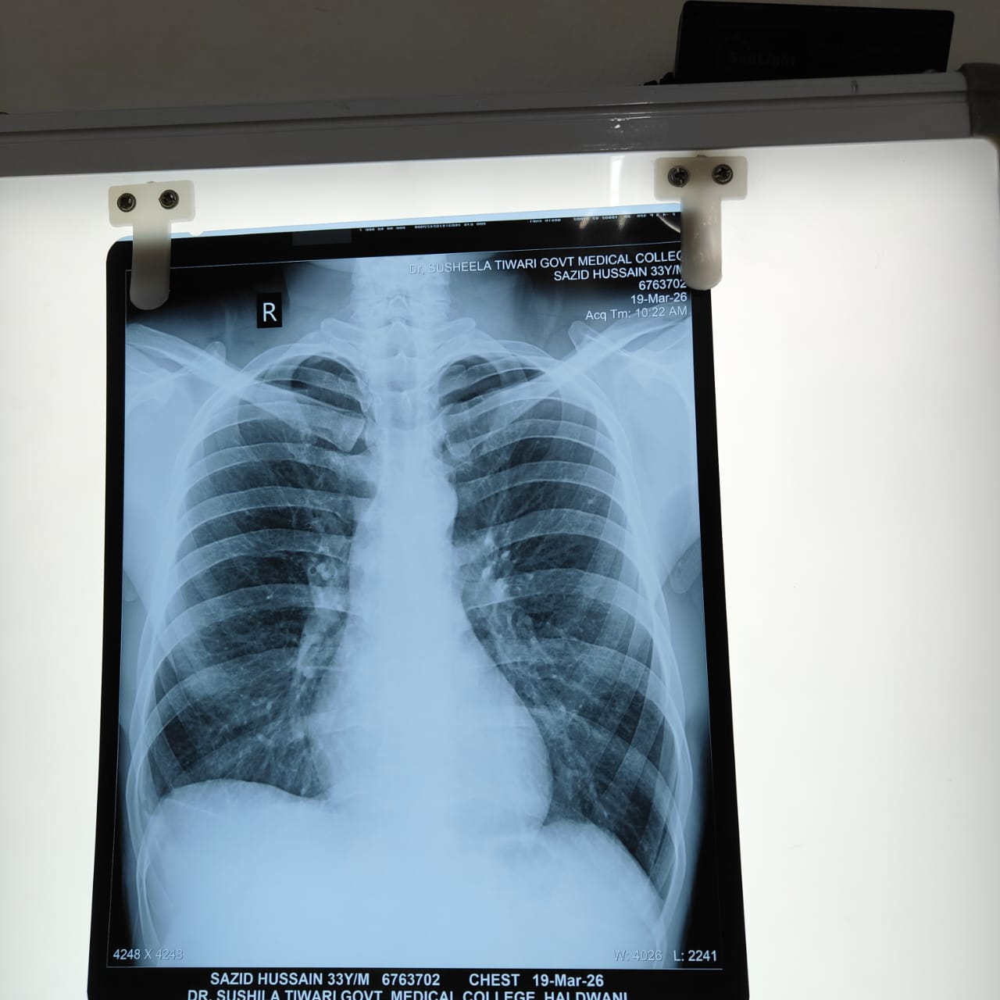 SunLight
Dr, SUSHEELA TIWARI GOVT MEDICAL COLLEG
SAZID HUSSAIN 33Y/M
6763702
19-Mar-26
Acq Tm: 10:22 AM
R
4248 X 4248
W: 4026 L: 2241
SAZID HUSSAIN 33Y/M 6763702 CHEST 19-Mar-26
DR. SUSHILA TIWARI GOVT. MEDICAL COLLEGE, HALDWANI